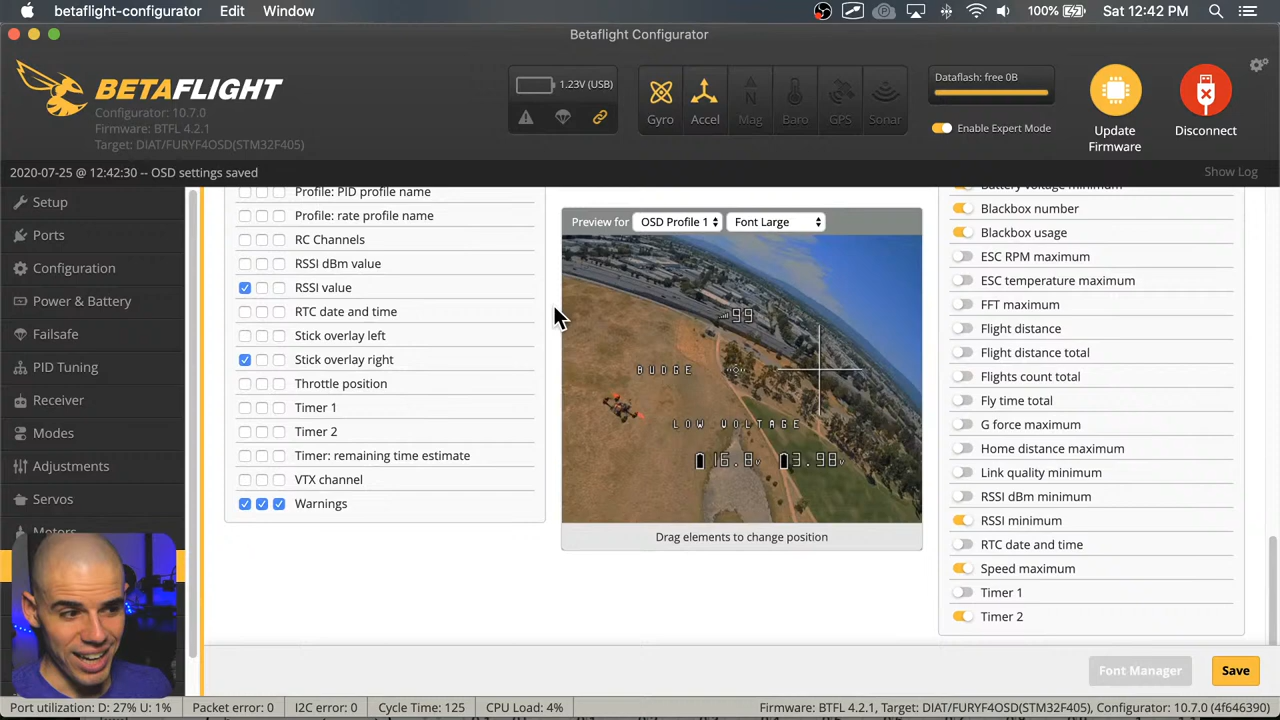 betaflight-configurator Edit Window 100% Sat 12:42 PM
Betaflight Configurator
BETAFLIGHT
Configurator: 10.7.0
Firmware: BTFL 4.2.1
Target: DIAT/FURYF4OSD(STM32F405)
1.23V (USB)
Gyro Accel Mag Baro GPS Sonar
Dataflash: free 0B
Enable Expert Mode
Update
Firmware
Disconnect
2020-07-25 @ 12:42:30 -- OSD settings saved
Show Log
Setup
Ports
Configuration
Power & Battery
Failsafe
PID Tuning
Receiver
Modes
Adjustments
Servos
Motors
Profile: PID profile name
Profile: rate profile name
RC Channels
RSSI dBm value
RSSI value
RTC date and time
Stick overlay left
Stick overlay right
Throttle position
Timer 1
Timer 2
Timer: remaining time estimate
VTX channel
Warnings
Preview for OSD Profile 1 Font Large
99
BUDGE
LOW VOLTAGE
16.8V 3.98V
Drag elements to change position
Battery voltage minimum
Blackbox number
Blackbox usage
ESC RPM maximum
ESC temperature maximum
FFT maximum
Flight distance
Flight distance total
Flights count total
Fly time total
G force maximum
Home distance maximum
Link quality minimum
RSSI dBm minimum
RSSI minimum
RTC date and time
Speed maximum
Timer 1
Timer 2
Font Manager
Save
Port utilization: D: 27% U: 1% Packet error: 0 I2C error: 0 Cycle Time: 125 CPU Load: 4% Firmware: BTFL 4.2.1, Target: DIAT/FURYF4OSD(STM32F405), Configurator: 10.7.0 (4f646390)